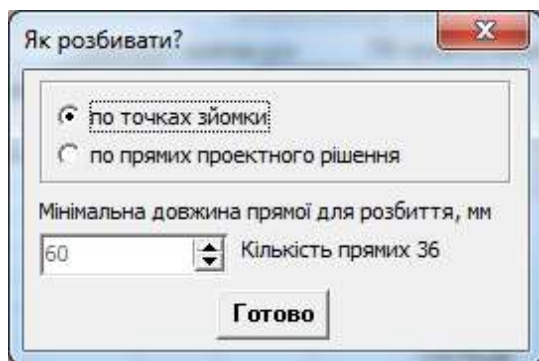 Як розбивати?
по точках зйомки
по прямих проектного рішення
Мінімальна довжина прямої для розбиття, мм
60 Кількість прямих 36
Готово